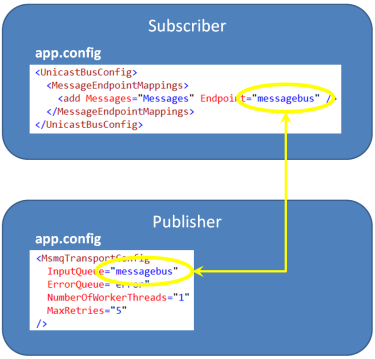 Subscriber
app.config
<UnicastBusConfig>
<MessageEndpointMappings>
<add Messages="Messages" Endpoint="messagebus" />
</MessageEndpointMappings>
</UnicastBusConfig>
Publisher
app.config
<MsmqTransportConfig
InputQueue="messagebus"
ErrorQueue="error"
NumberOfWorkerThreads="1"
MaxRetries="5"
/>